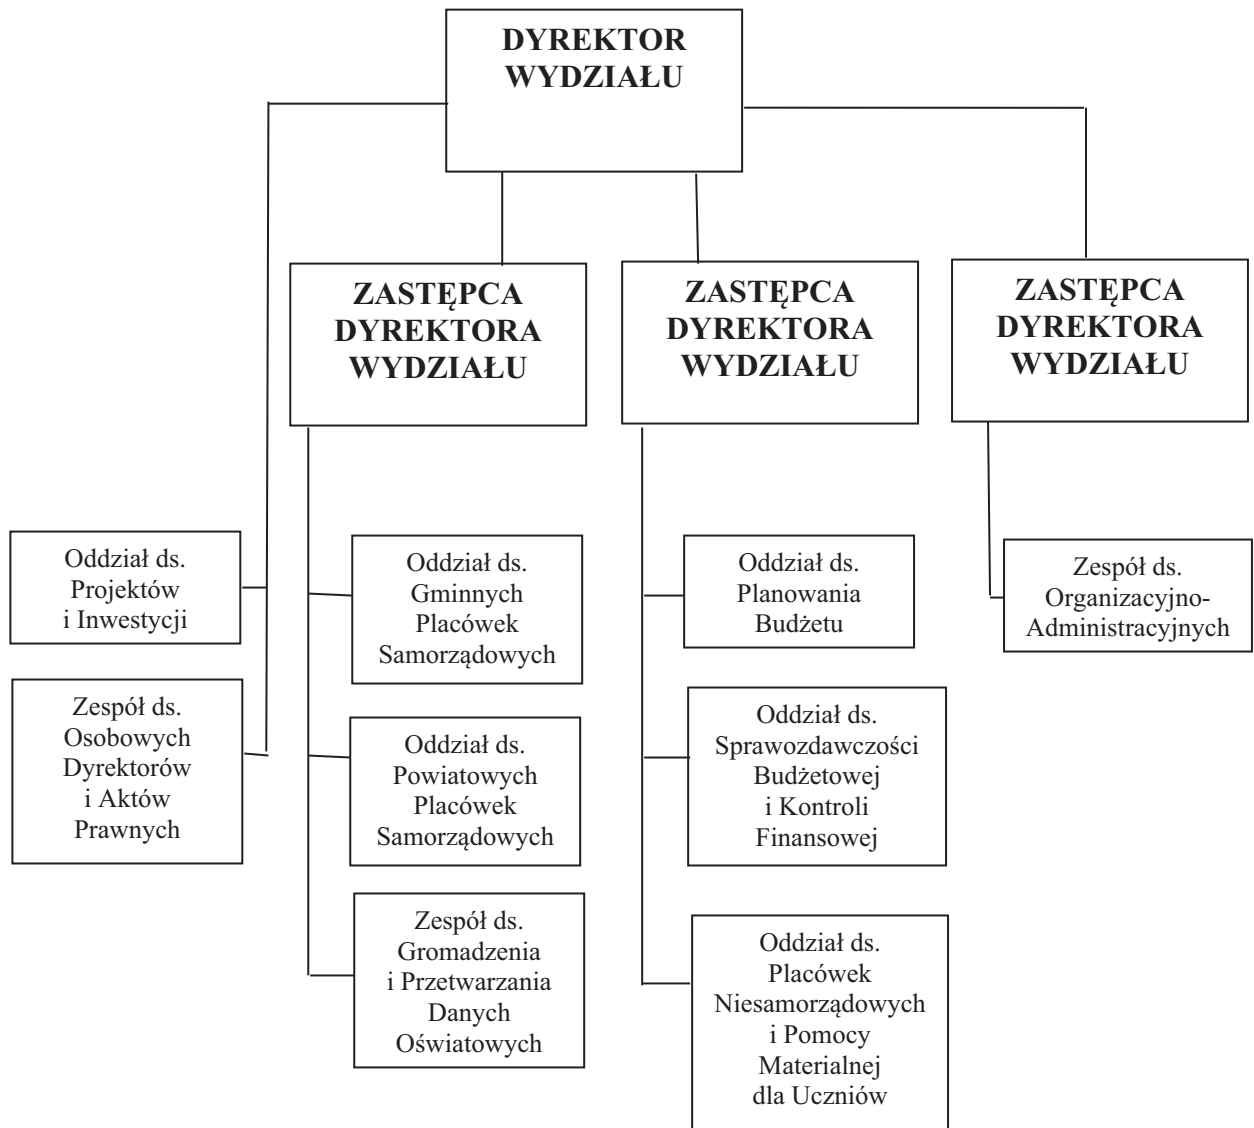 DYREKTOR
WYDZIAŁU
ZASTĘPCA
DYREKTORA
WYDZIAŁU
ZASTĘPCA
DYREKTORA
WYDZIAŁU
ZASTĘPCA
DYREKTORA
WYDZIAŁU
Oddział ds.
Projektów
i Inwestycji
Zespół ds.
Osobowych
Dyrektorów
i Aktów
Prawnych
Oddział ds.
Gminnych
Placówek
Samorządowych
Oddział ds.
Powiatowych
Placówek
Samorządowych
Zespół ds.
Gromadzenia
i Przetwarzania
Danych
Oświatowych
Oddział ds.
Planowania
Budżetu
Oddział ds.
Sprawozdawczości
Budżetowej
i Kontroli
Finansowej
Oddział ds.
Placówek
Niesamorządowych
i Pomocy
Materialnej
dla Uczniów
Zespół ds.
Organizacyjno-
Administracyjnych